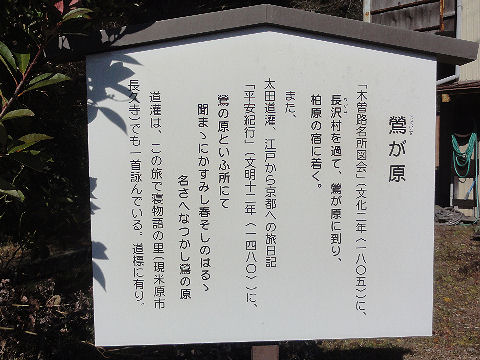 鶯が原
「木曽路名所図会」(文化二年〈一八〇五〉)に、
長沢村を過て、鶯が原に到り、
柏原の宿に着く。
また、
太田道灌、江戸から京都への旅日記
「平安紀行」(文明十二年〈一四八〇〉)に、
鶯の原といふ所にて
聞まゝにかすみし春そしのはるゝ
名さへなつかし鶯の原
道灌は、この旅で寝物語の里(現米原市
長久寺)でも一首詠んでいる。道標に有り。